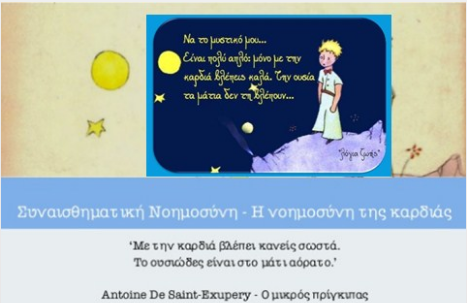 Να το μυστικό μου...
Είναι πολύ απλό: μόνο με την
καρδιά βλέπεις καλά. Την ουσία
τα μάτια δεν τη βλέπουν...
"λόγια ζωής"
Συναισθηματική Νοημοσύνη - Η νοημοσύνη της καρδιάς
‘Με την καρδιά βλέπει κανείς σωστά.
Το ουσιώδες είναι στο μάτι αόρατο.’
Antoine De Saint-Exupery - Ο μικρός πρίγκιπας